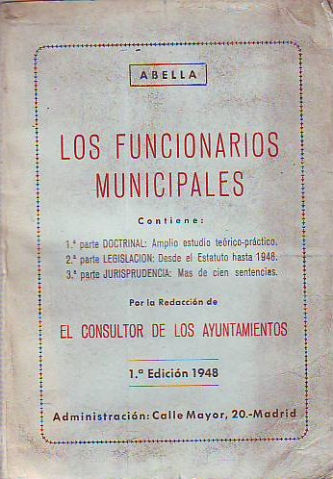 ABELLA
LOS FUNCIONARIOS
MUNICIPALES
Contiene:
1.ª parte DOCTRINAL: Amplio estudio teórico-práctico.
2.ª parte LEGISLACION: Desde el Estatuto hasta 1948.
3.ª parte JURISPRUDENCIA: Mas de cien sentencias.
Por la Redacción de
EL CONSULTOR DE LOS AYUNTAMIENTOS
1.ª Edición 1948
Administración: Calle Mayor, 20.-Madrid